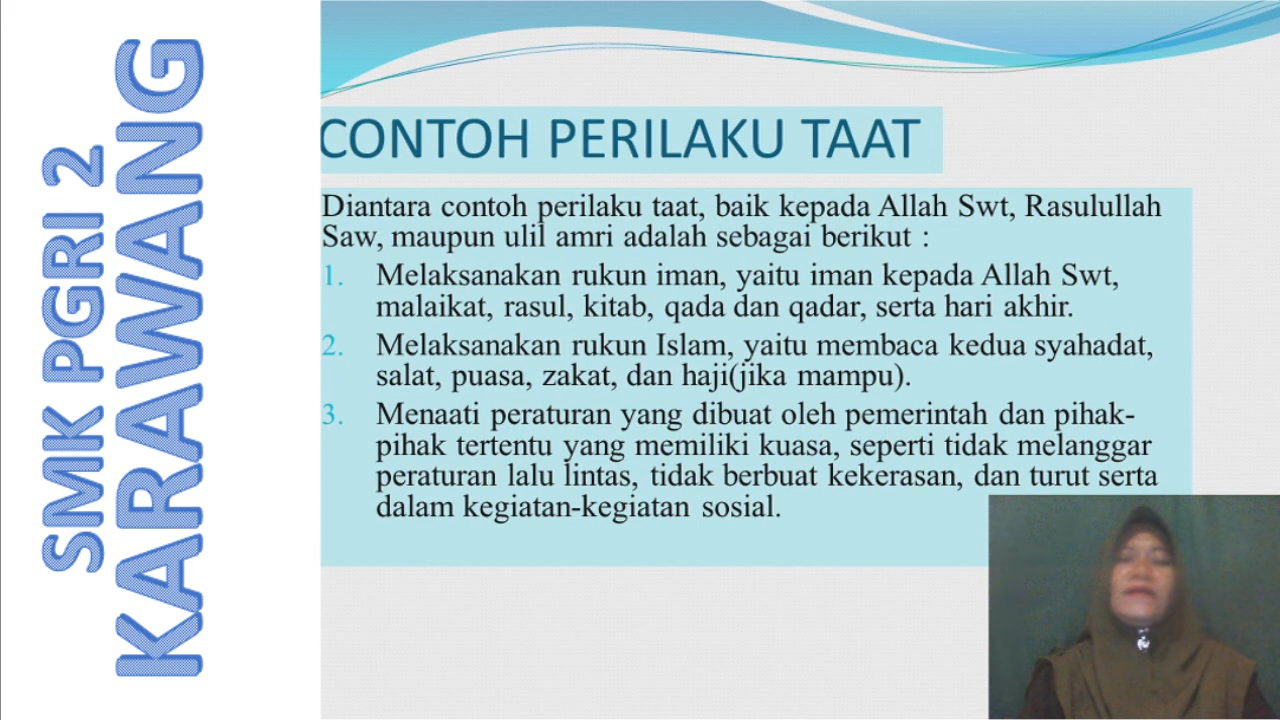 SMK PGRI 2
KARAWANG
CONTOH PERILAKU TAAT
Diantara contoh perilaku taat, baik kepada Allah Swt, Rasulullah
Saw, maupun ulil amri adalah sebagai berikut :
1. Melaksanakan rukun iman, yaitu iman kepada Allah Swt,
malaikat, rasul, kitab, qada dan qadar, serta hari akhir.
2. Melaksanakan rukun Islam, yaitu membaca kedua syahadat,
salat, puasa, zakat, dan haji(jika mampu).
3. Menaati peraturan yang dibuat oleh pemerintah dan pihak-
pihak tertentu yang memiliki kuasa, seperti tidak melanggar
peraturan lalu lintas, tidak berbuat kekerasan, dan turut serta
dalam kegiatan-kegiatan sosial.